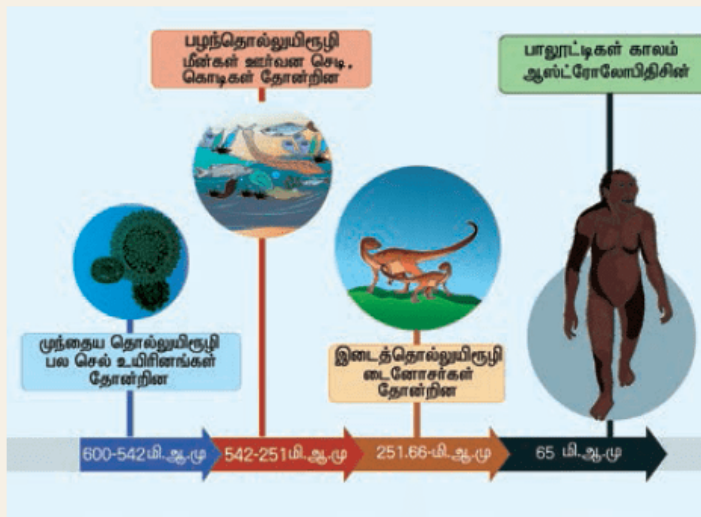 பழந்தொல்லுயிரூழி
மீன்கள் ஊர்வன செடி,
கொடிகள் தோன்றின
பாலூட்டிகள் காலம்
ஆஸ்ட்ரோலோபிதிசின்
முந்தைய தொல்லுயிரூழி
பல செல் உயிரினங்கள்
தோன்றின
இடைத்தொல்லுயிரூழி
டைனோசர்கள்
தோன்றின
600-542 மி.ஆ.மு
542-251மி.ஆ.மு
251.66-மி.ஆ.மு
65 மி.ஆ.மு